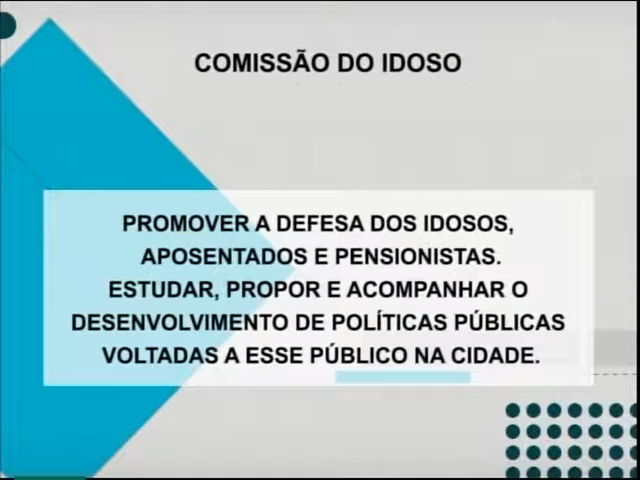 COMISSÃO DO IDOSO
PROMOVER A DEFESA DOS IDOSOS,
APOSENTADOS E PENSIONISTAS.
ESTUDAR, PROPOR E ACOMPANHAR O
DESENVOLVIMENTO DE POLÍTICAS PÚBLICAS
VOLTADAS A ESSE PÚBLICO NA CIDADE.